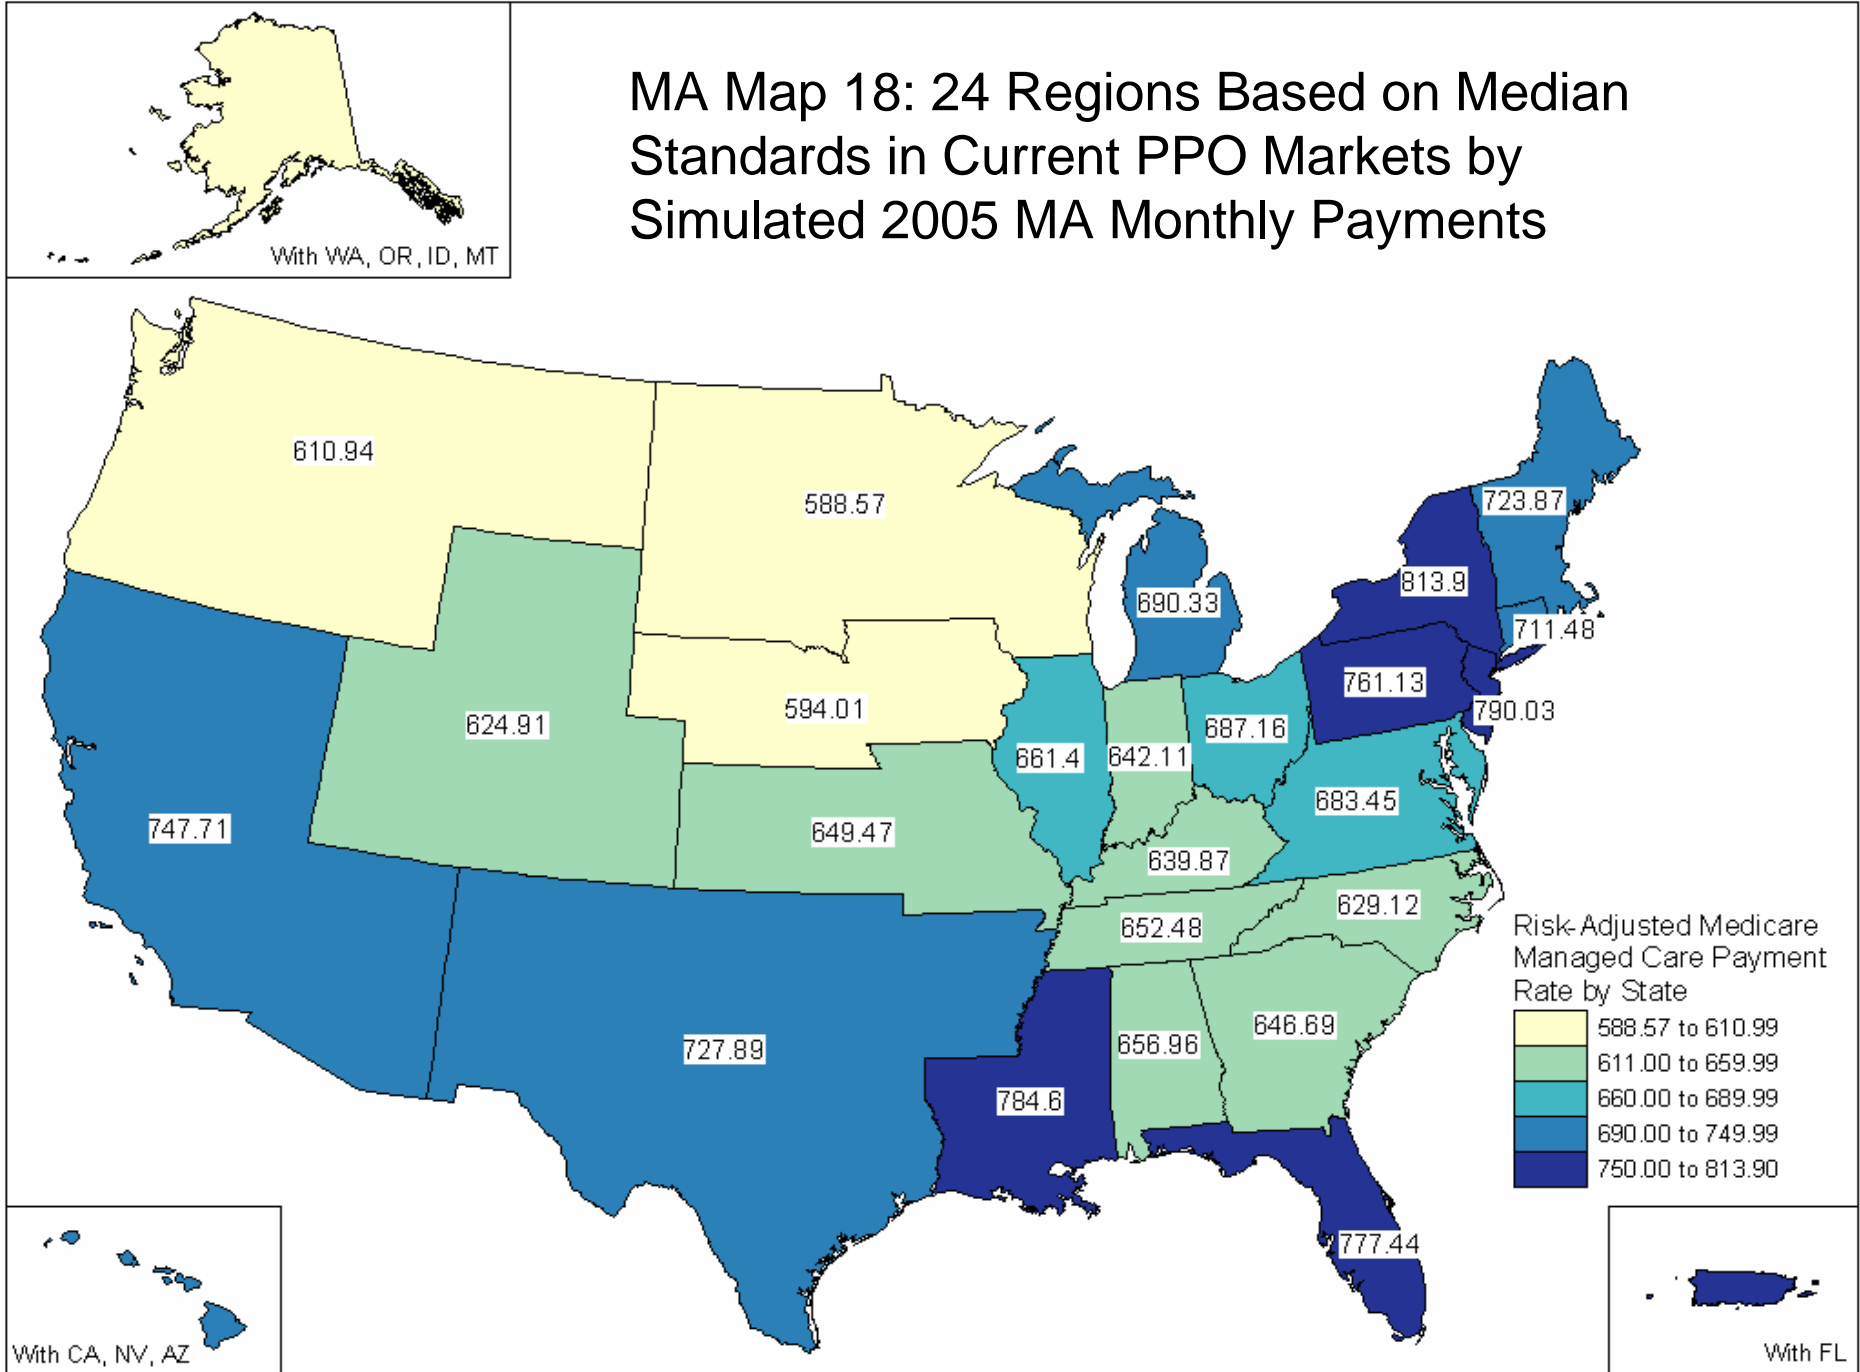 MA Map 18: 24 Regions Based on Median
Standards in Current PPO Markets by
Simulated 2005 MA Monthly Payments
With WA, OR, ID, MT
610.94
588.57
723.87
813.9
690.33
711.48
761.13
594.01
790.03
624.91
687.16
661.4
642.11
683.45
747.71
649.47
639.87
629.12
652.48
Risk-Adjusted Medicare
Managed Care Payment
Rate by State
588.57 to 610.99
611.00 to 659.99
660.00 to 689.99
690.00 to 749.99
750.00 to 813.90
646.69
656.96
727.89
784.6
777.44
With CA, NV, AZ
With FL